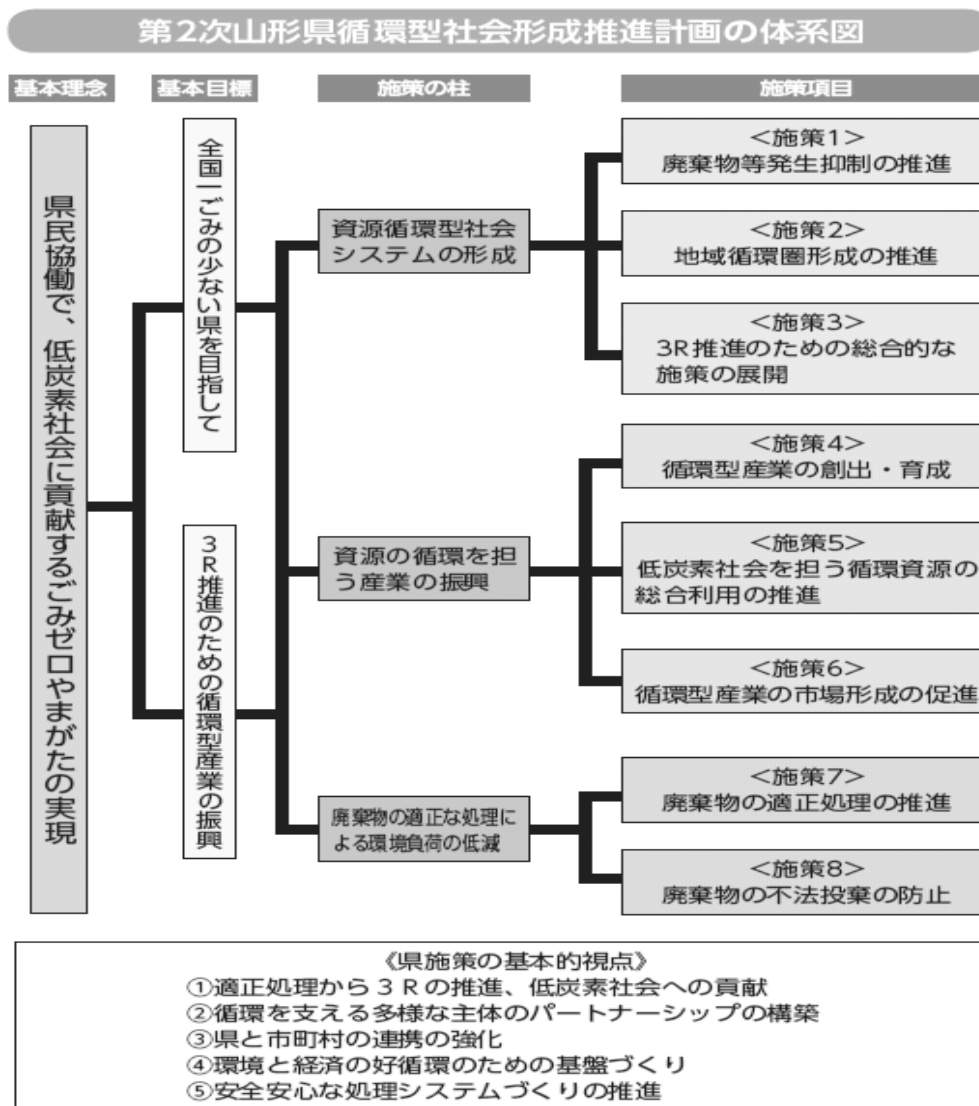 第2次山形県循環型社会形成推進計画の体系図
基本理念
基本目標
施策の柱
施策項目
県民協働で、低炭素社会に貢献するごみゼロやまがたの実現
全国一ごみの少ない県を目指して
3R推進のための循環型産業の振興
資源循環型社会
システムの形成
資源の循環を担
う産業の振興
廃棄物の適正な処理に
よる環境負荷の低減
<施策1>
廃棄物等発生抑制の推進
<施策2>
地域循環圏形成の推進
<施策3>
3R推進のための総合的な
施策の展開
<施策4>
循環型産業の創出・育成
<施策5>
低炭素社会を担う循環資源の
総合利用の推進
<施策6>
循環型産業の市場形成の促進
<施策7>
廃棄物の適正処理の推進
<施策8>
廃棄物の不法投棄の防止
《県施策の基本的視点》
①適正処理から3Rの推進、低炭素社会への貢献
②循環を支える多様な主体のパートナーシップの構築
③県と市町村の連携の強化
④環境と経済の好循環のための基盤づくり
⑤安全安心な処理システムづくりの推進